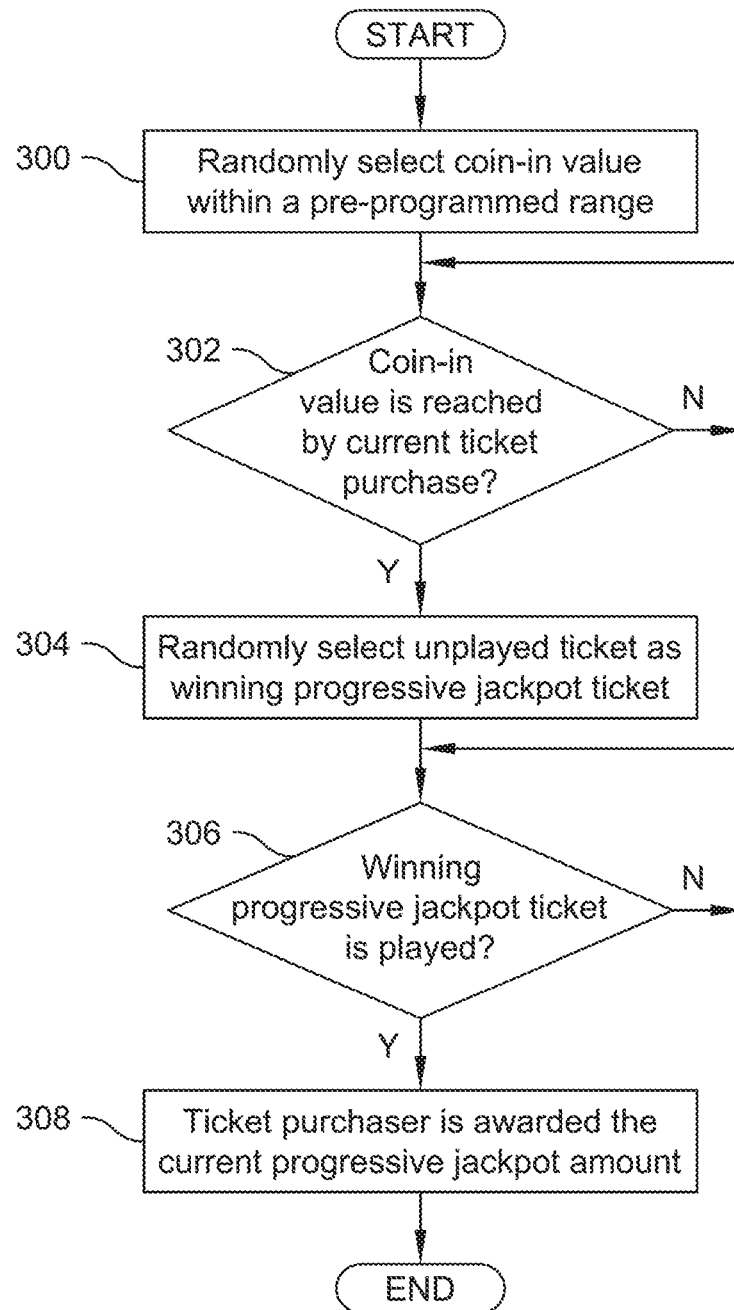 START
300
Randomly select coin-in value
within a pre-programmed range
302
Coin-in
value is reached
by current ticket
purchase?
N
Y
304
Randomly select unplayed ticket as
winning progressive jackpot ticket
306
Winning
progressive jackpot ticket
is played?
N
Y
308
Ticket purchaser is awarded the
current progressive jackpot amount
END